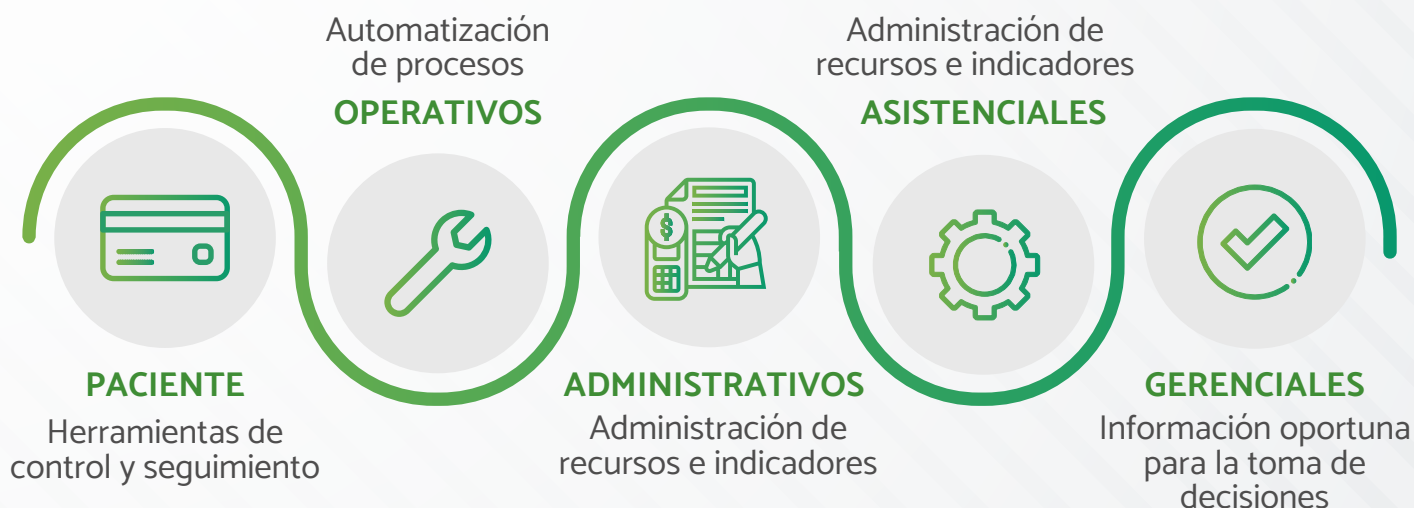 PACIENTE
Herramientas de
control y seguimiento
Automatización
de procesos
OPERATIVOS
$
ADMINISTRATIVOS
Administración de
recursos e indicadores
Administración de
recursos e indicadores
ASISTENCIALES
GERENCIALES
Información oportuna
para la toma de
decisiones